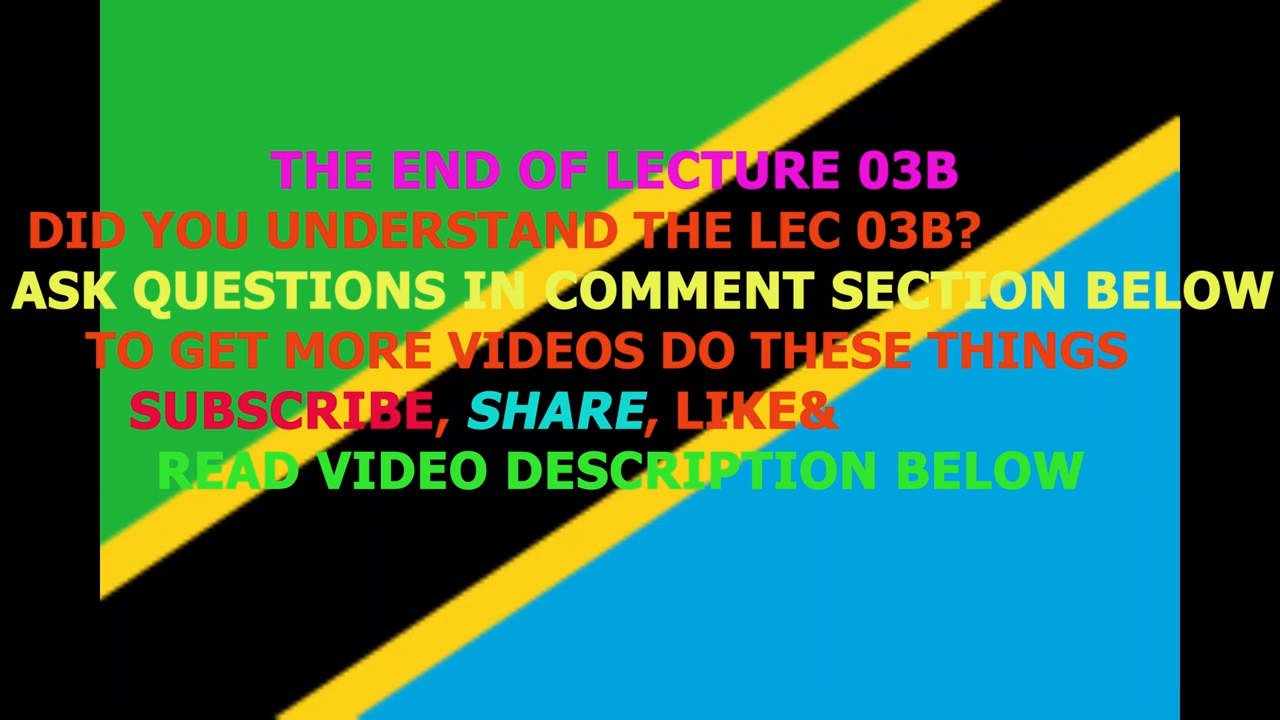 THE END OF LECTURE 03B
DID YOU UNDERSTAND THE LEC 03B?
ASK QUESTIONS IN COMMENT SECTION BELOW
TO GET MORE VIDEOS DO THESE THINGS
SUBSCRIBE, SHARE, LIKE&
READ VIDEO DESCRIPTION BELOW